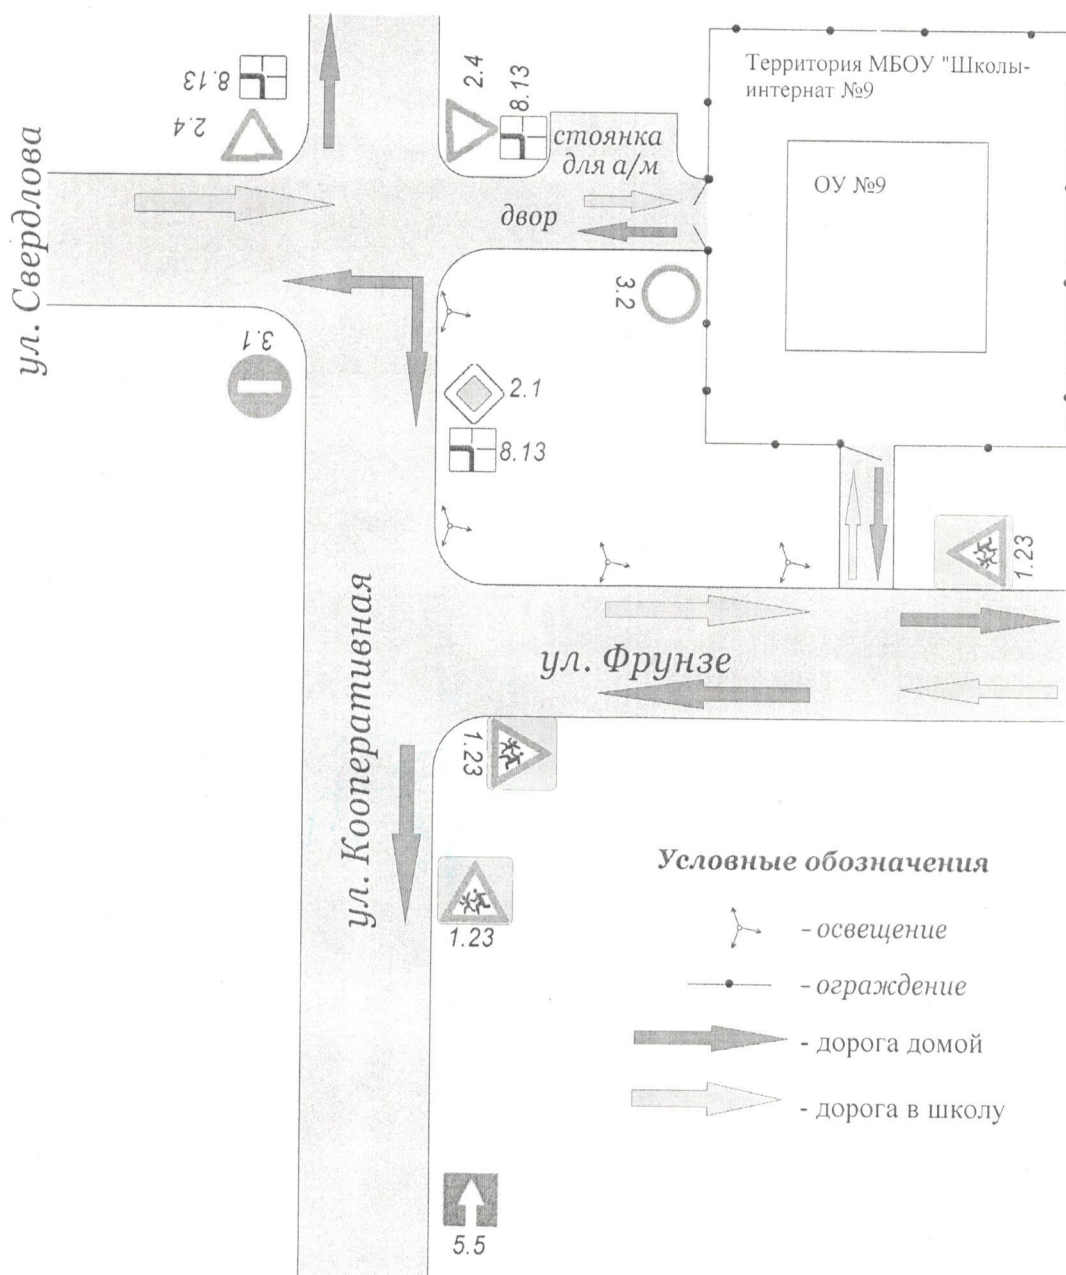 8.13
2.4
2.4
8.13
Территория МБОУ "Школы-
интернат №9
стоянка
для а/м
ОУ №9
двор
ул. Свердлова
3.2
3.1
2.1
8.13
1.23
ул. Кооперативная
ул. Фрунзе
1.23
1.23
Условные обозначения
- освещение
- ограждение
- дорога домой
- дорога в школу
5.5